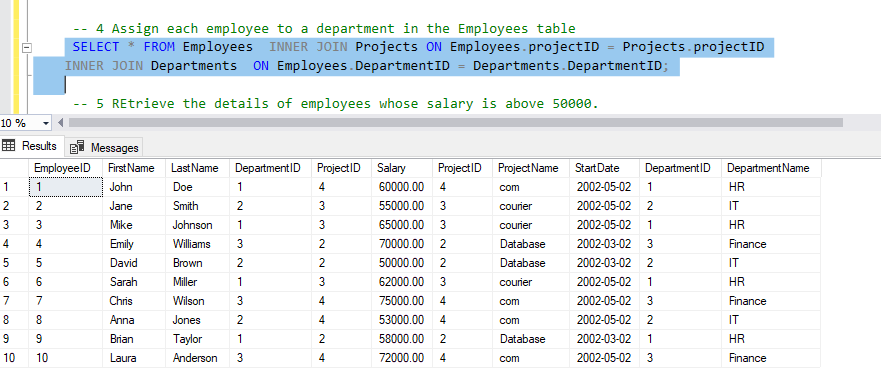 -- 4 Assign each employee to a department in the Employees table
SELECT * FROM Employees  INNER JOIN Projects ON Employees.projectID = Projects.projectID
INNER JOIN Departments  ON Employees.DepartmentID = Departments.DepartmentID;
-- 5 REtrieve the details of employees whose salary is above 50000.
10 %
Results Messages
EmployeeID FirstName LastName DepartmentID ProjectID Salary ProjectID ProjectName StartDate DepartmentID DepartmentName
1 1 John Doe 1 4 60000.00 4 com 2002-05-02 1 HR
2 2 Jane Smith 2 3 55000.00 3 courier 2002-05-02 2 IT
3 3 Mike Johnson 1 3 65000.00 3 courier 2002-05-02 1 HR
4 4 Emily Williams 3 2 70000.00 2 Database 2002-03-02 3 Finance
5 5 David Brown 2 2 50000.00 2 Database 2002-03-02 2 IT
6 6 Sarah Miller 1 3 62000.00 3 courier 2002-05-02 1 HR
7 7 Chris Wilson 3 4 75000.00 4 com 2002-05-02 3 Finance
8 8 Anna Jones 2 4 53000.00 4 com 2002-05-02 2 IT
9 9 Brian Taylor 1 2 58000.00 2 Database 2002-03-02 1 HR
10 10 Laura Anderson 3 4 72000.00 4 com 2002-05-02 3 Finance